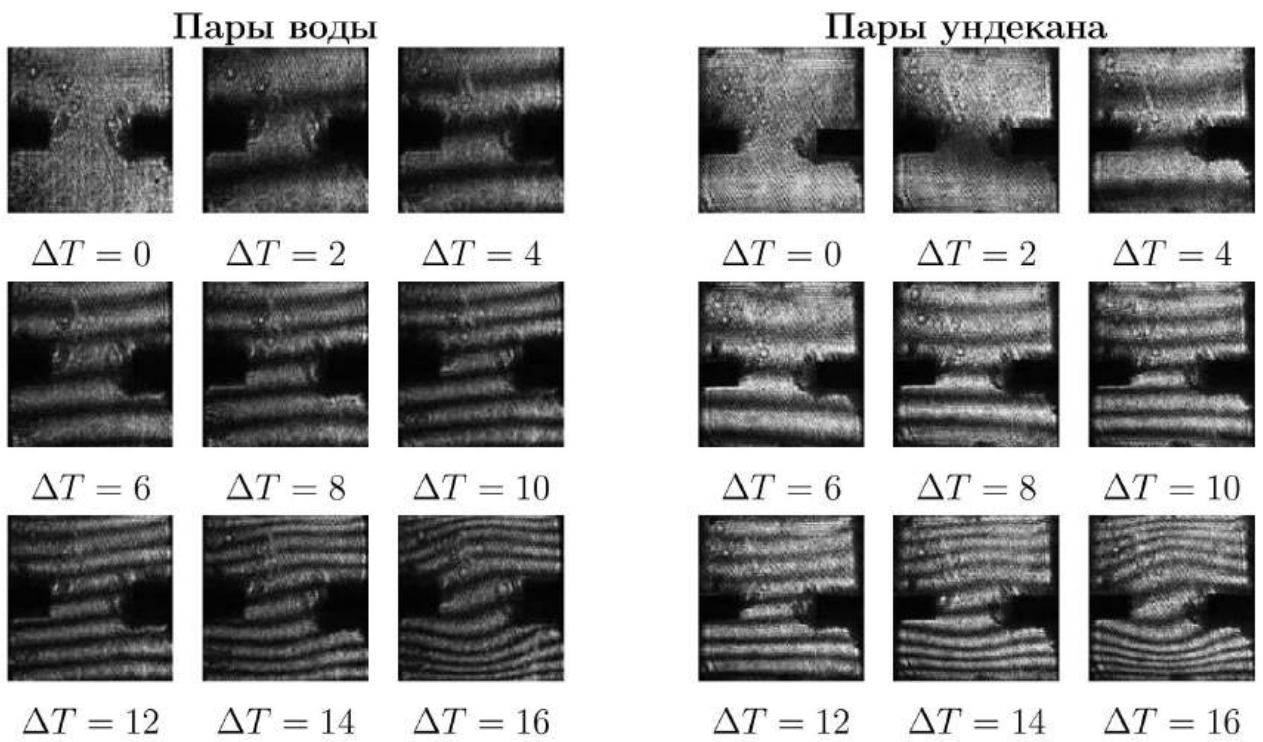 Пары воды Пары ундекана
ΔT = 0 ΔT = 2 ΔT = 4 ΔT = 0 ΔT = 2 ΔT = 4
ΔT = 6 ΔT = 8 ΔT = 10 ΔT = 6 ΔT = 8 ΔT = 10
ΔT = 12 ΔT = 14 ΔT = 16 ΔT = 12 ΔT = 14 ΔT = 16